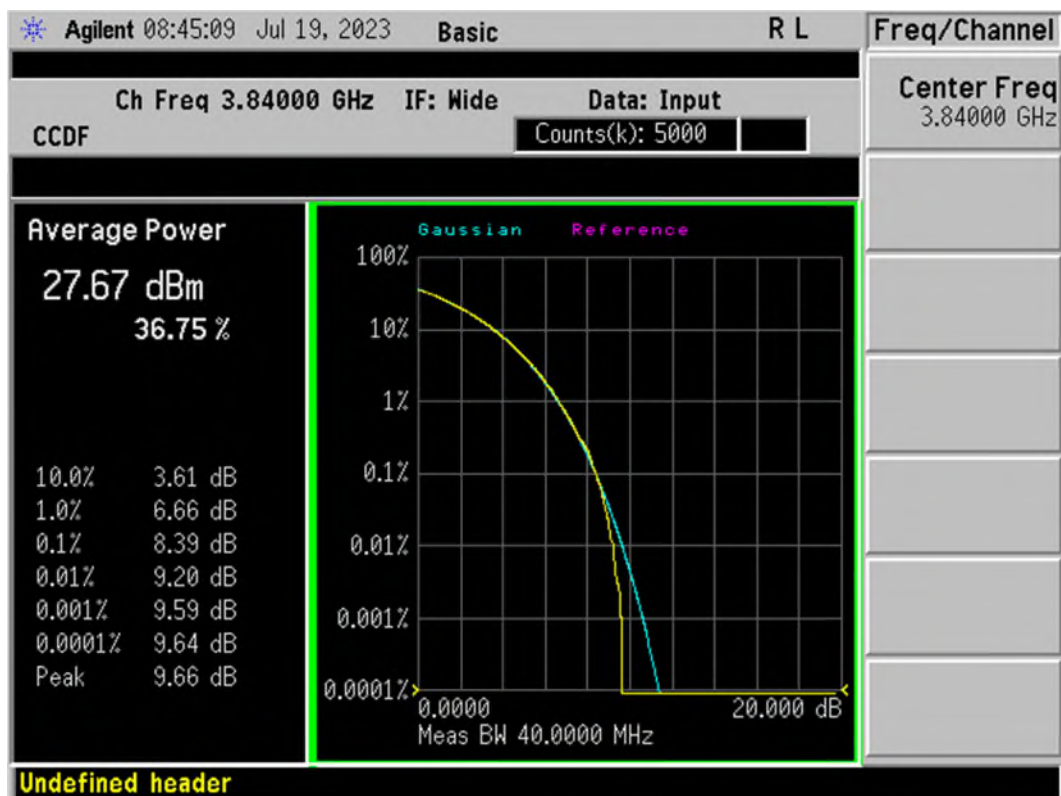 Agilent 08:45:09 Jul 19, 2023 Basic R L
Freq/Channel
Ch Freq 3.84000 GHz IF: Wide Data: Input
CCDF
Counts(k): 5000
Center Freq
3.84000 GHz
Average Power
27.67 dBm
36.75 %
10.0% 3.61 dB
1.0% 6.66 dB
0.1% 8.39 dB
0.01% 9.20 dB
0.001% 9.59 dB
0.0001% 9.64 dB
Peak 9.66 dB
Gaussian Reference
100%
10%
1%
0.1%
0.01%
0.001%
0.0001%
0.0000 20.000 dB
Meas BW 40.0000 MHz
Undefined header